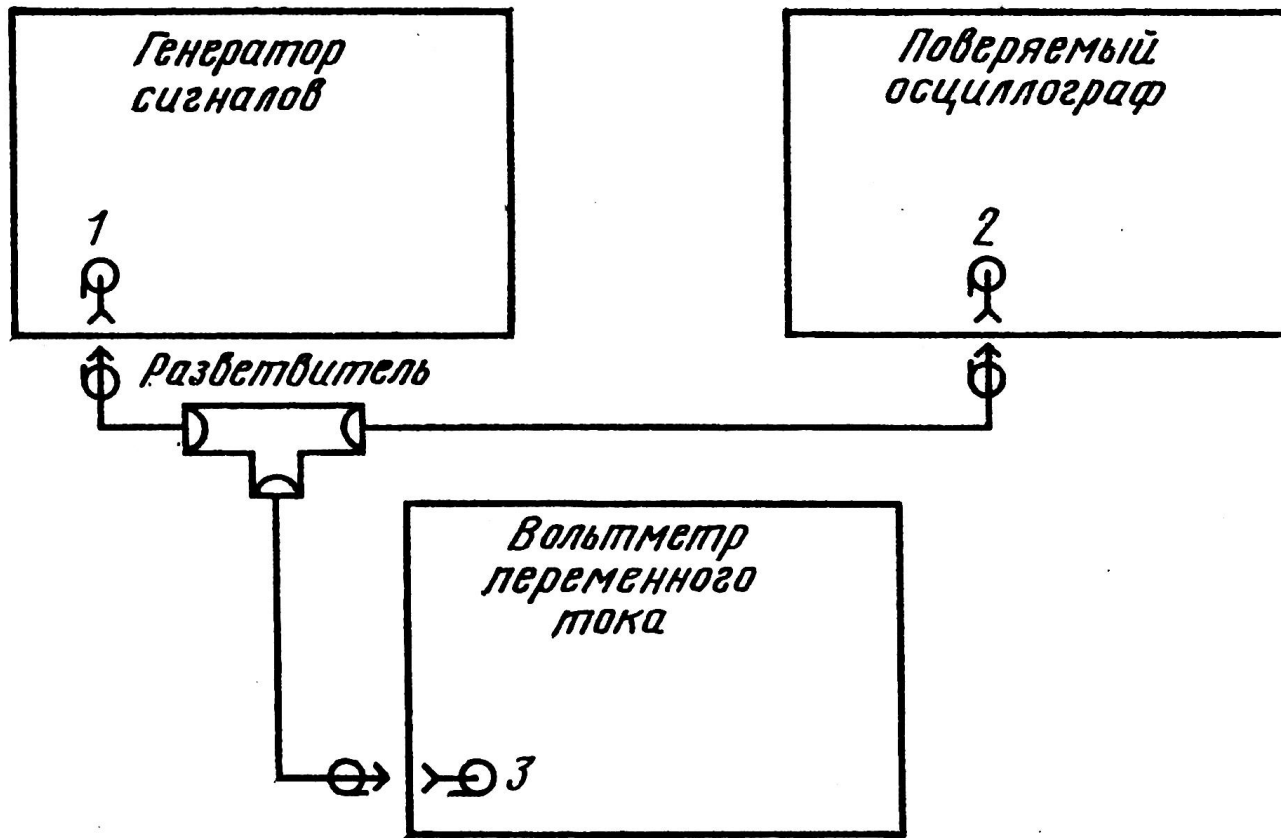 Генератор
сигналов
Поверяемый
осциллограф
1
2
Разветвитель
Вольтметр
переменного
тока
3